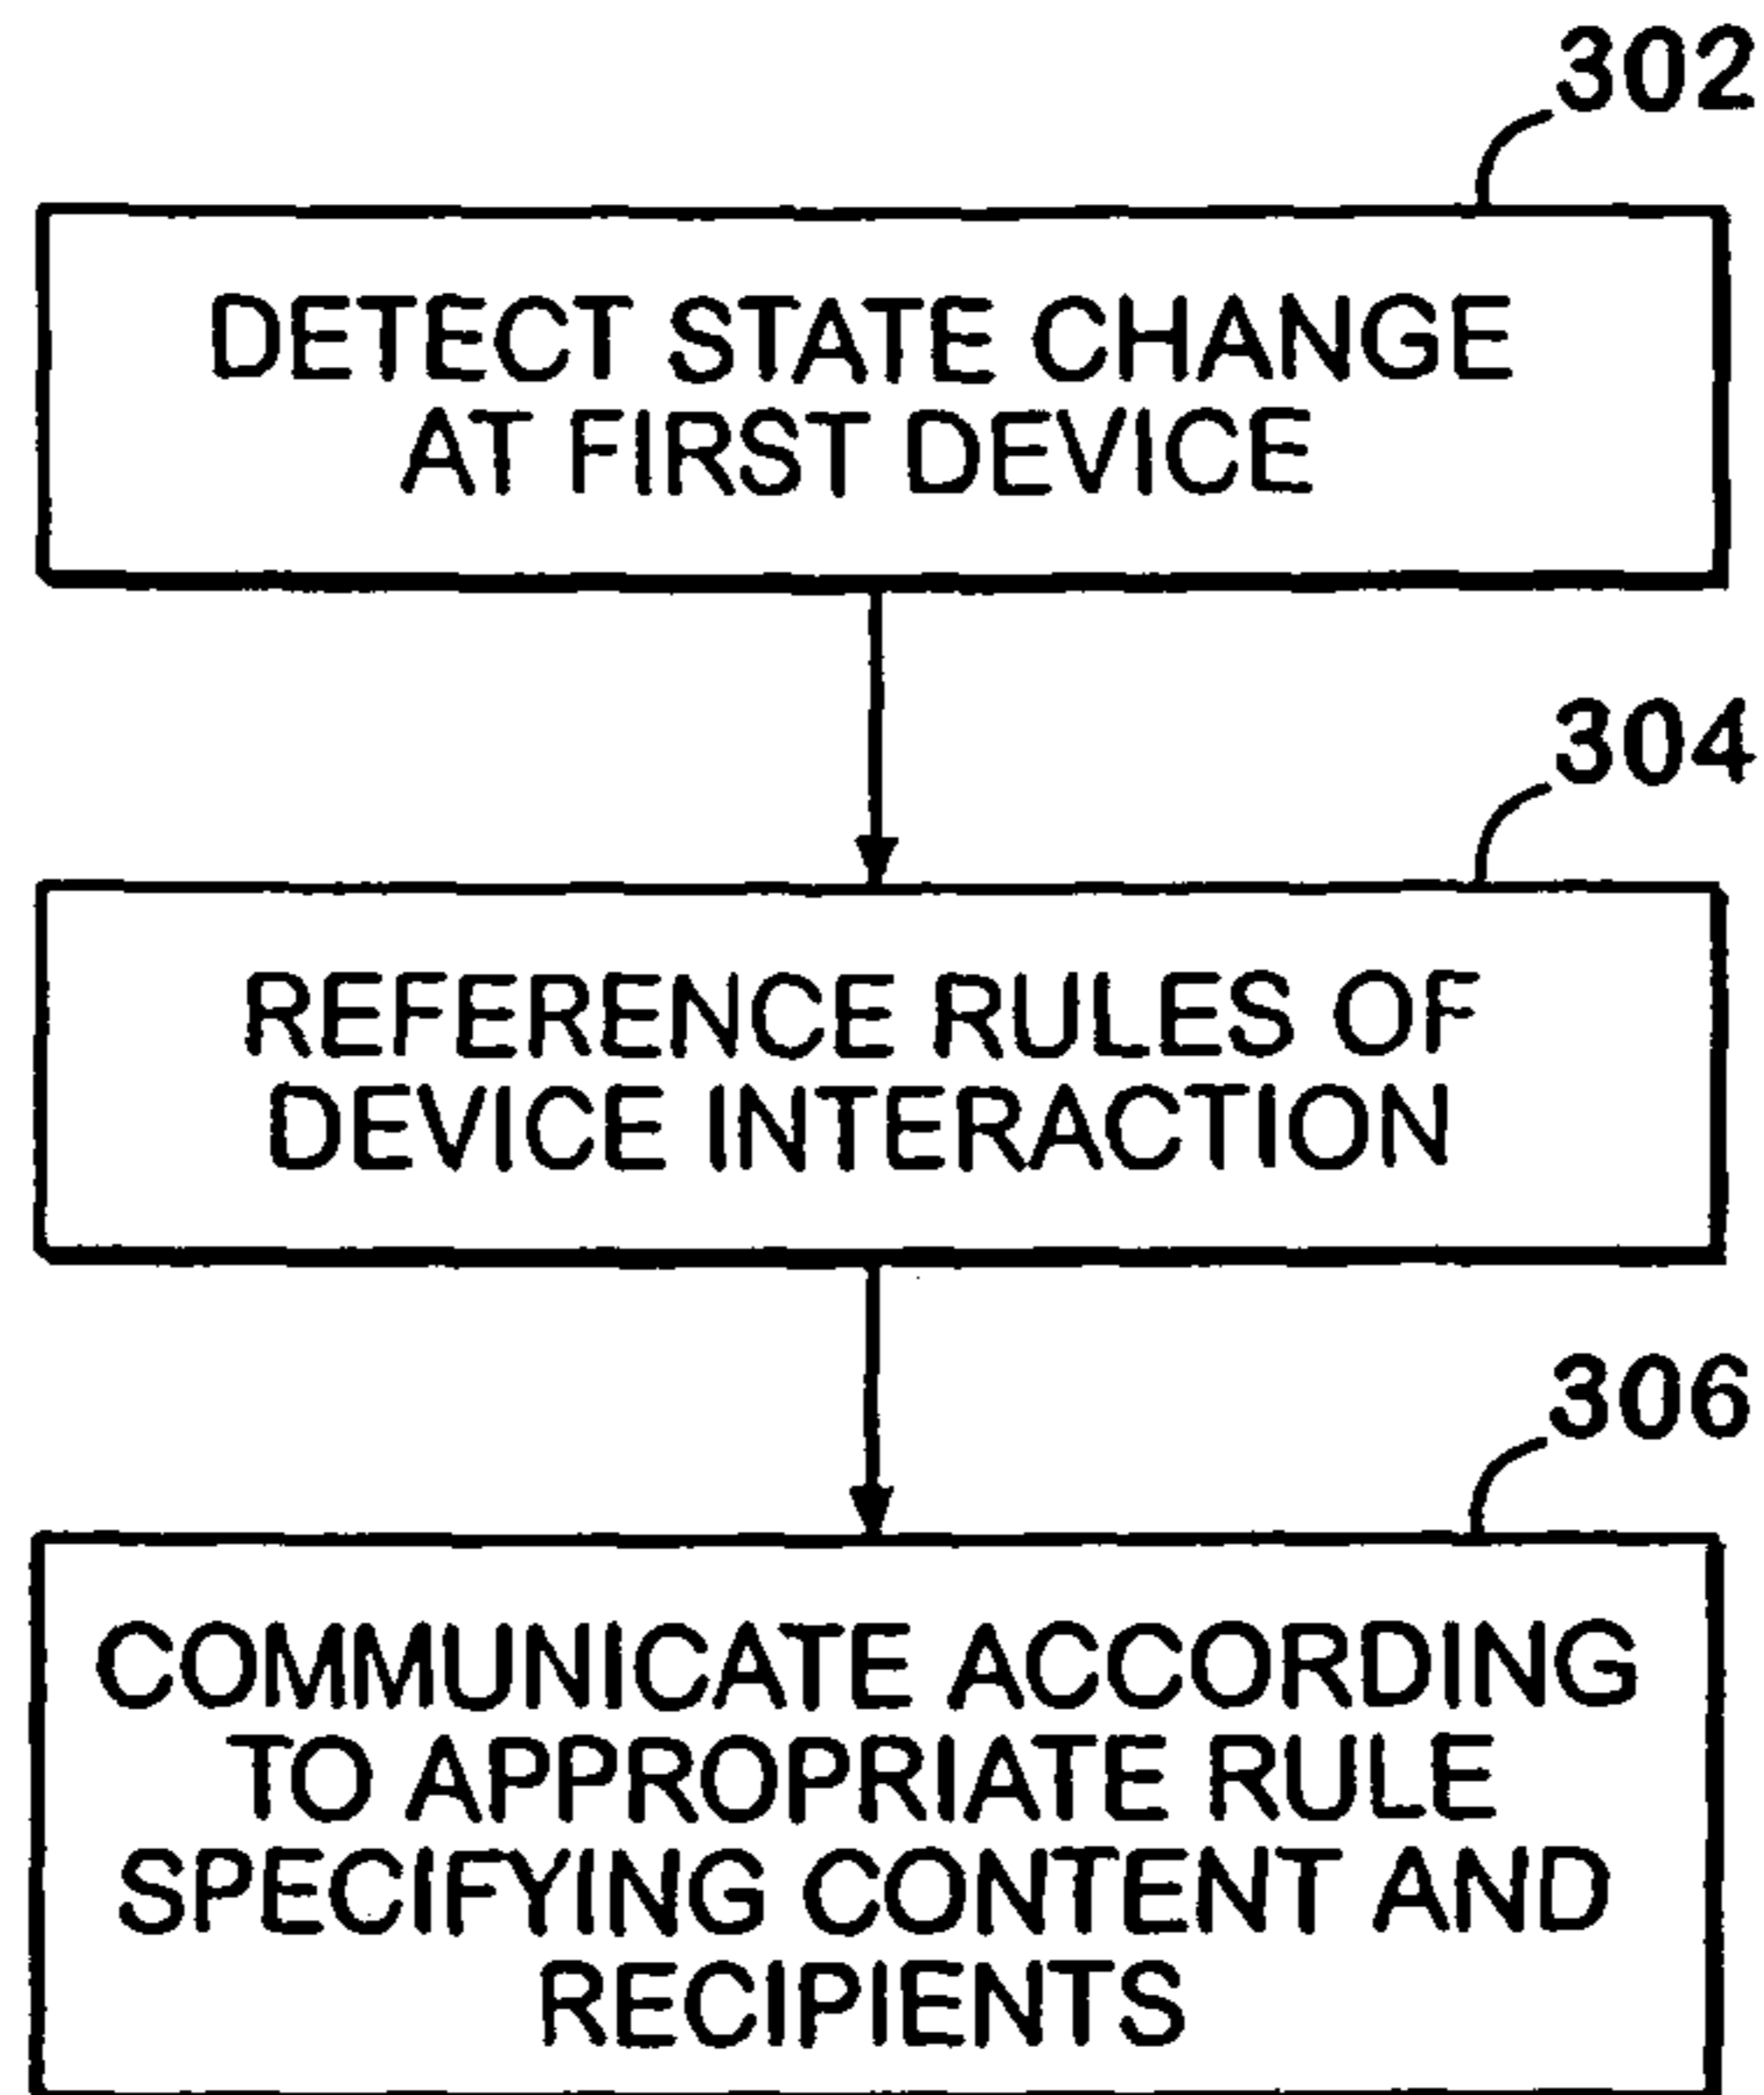 302
DETECT STATE CHANGE
AT FIRST DEVICE
304
REFERENCE RULES OF
DEVICE INTERACTION
306
COMMUNICATE ACCORDING
TO APPROPRIATE RULE
SPECIFYING CONTENT AND
RECIPIENTS